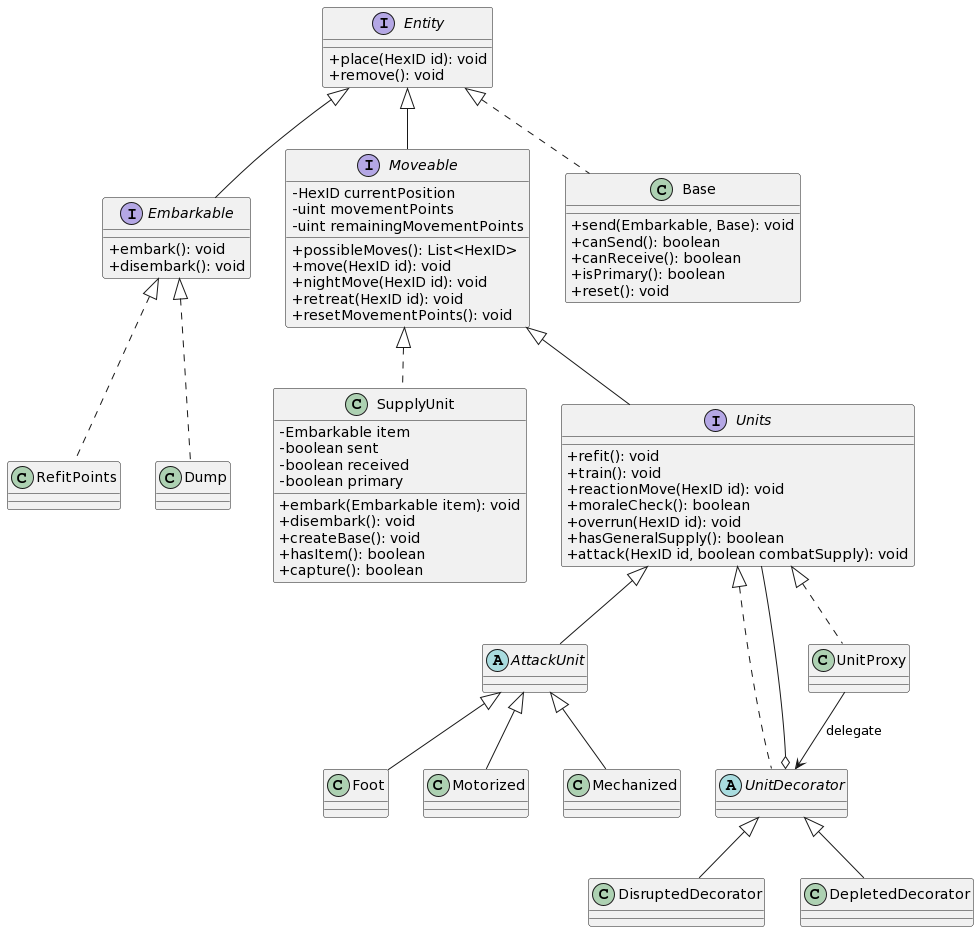 I Entity
+place(HexID id): void
+remove(): void
I Embarkable
+embark(): void
+disembark(): void
I Moveable
-HexID currentPosition
-uint movementPoints
-uint remainingMovementPoints
+possibleMoves(): List<HexID>
+move(HexID id): void
+nightMove(HexID id): void
+retreat(HexID id): void
+resetMovementPoints(): void
C Base
+send(Embarkable, Base): void
+canSend(): boolean
+canReceive(): boolean
+isPrimary(): boolean
+reset(): void
C RefitPoints
C Dump
C SupplyUnit
-Embarkable item
-boolean sent
-boolean received
-boolean primary
+embark(Embarkable item): void
+disembark(): void
+createBase(): void
+hasItem(): boolean
+capture(): boolean
I Units
+refit(): void
+train(): void
+reactionMove(HexID id): void
+moraleCheck(): boolean
+overrun(HexID id): void
+hasGeneralSupply(): boolean
+attack(HexID id, boolean combatSupply): void
A AttackUnit
C UnitProxy
delegate
C Foot
C Motorized
C Mechanized
A UnitDecorator
C DisruptedDecorator
C DepletedDecorator